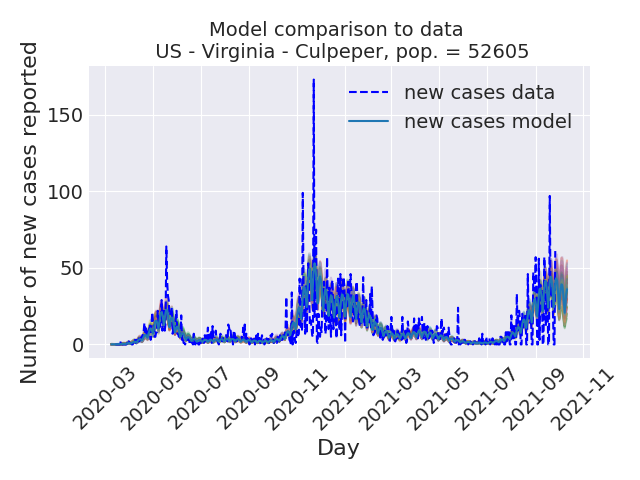 Model comparison to data
US - Virginia - Culpeper, pop. = 52605
Number of new cases reported
150
100
50
0
new cases data
new cases model
2020-03
2020-05
2020-07
2020-09
2020-11
2021-01
2021-03
2021-05
2021-07
2021-09
2021-11
Day